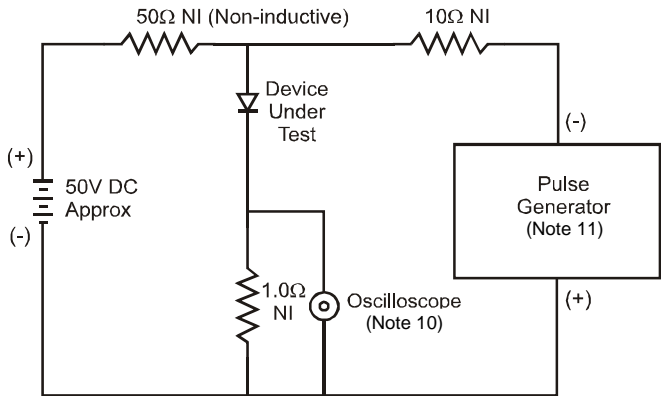 50Ω NI (Non-inductive)
10Ω NI
Device
Under
Test
(+)
50V DC
Approx
(-)
(-)
Pulse
Generator
(Note 11)
(+)
1.0Ω
NI
Oscilloscope
(Note 10)